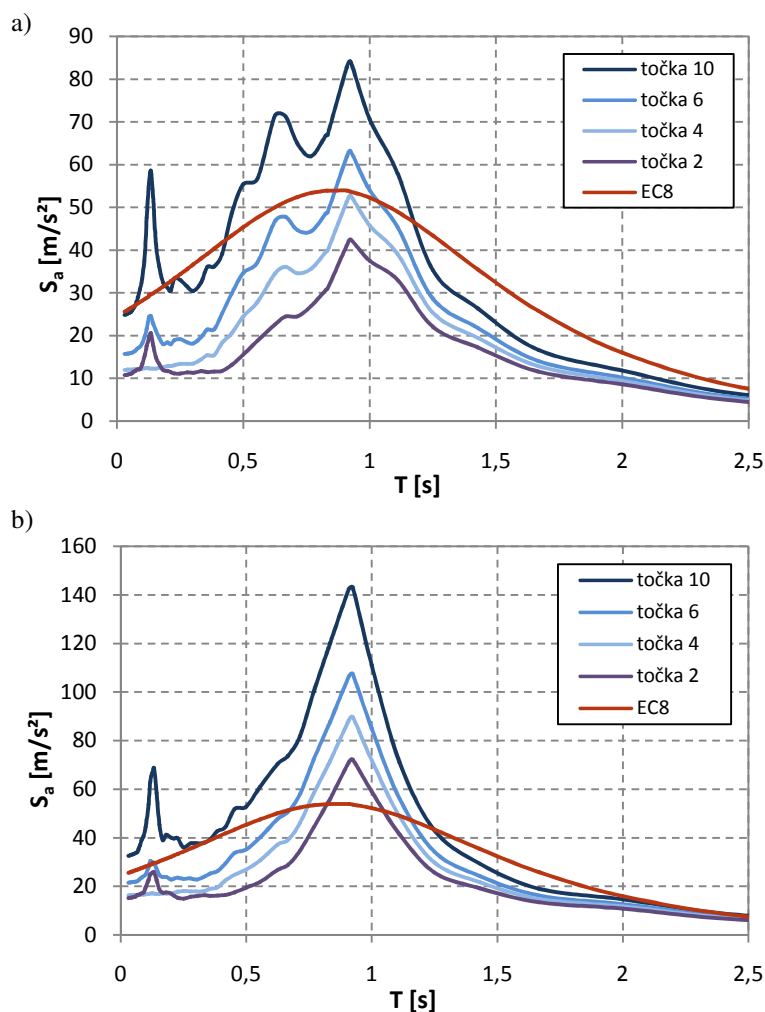 a)
90
80
70
60
50
40
30
20
10
0
Sa [m/s²]
točka 10
točka 6
točka 4
točka 2
EC8
0 0,5 1 1,5 2 2,5
T [s]
b)
160
140
120
100
80
60
40
20
0
Sa [m/s²]
točka 10
točka 6
točka 4
točka 2
EC8
0 0,5 1 1,5 2 2,5
T [s]